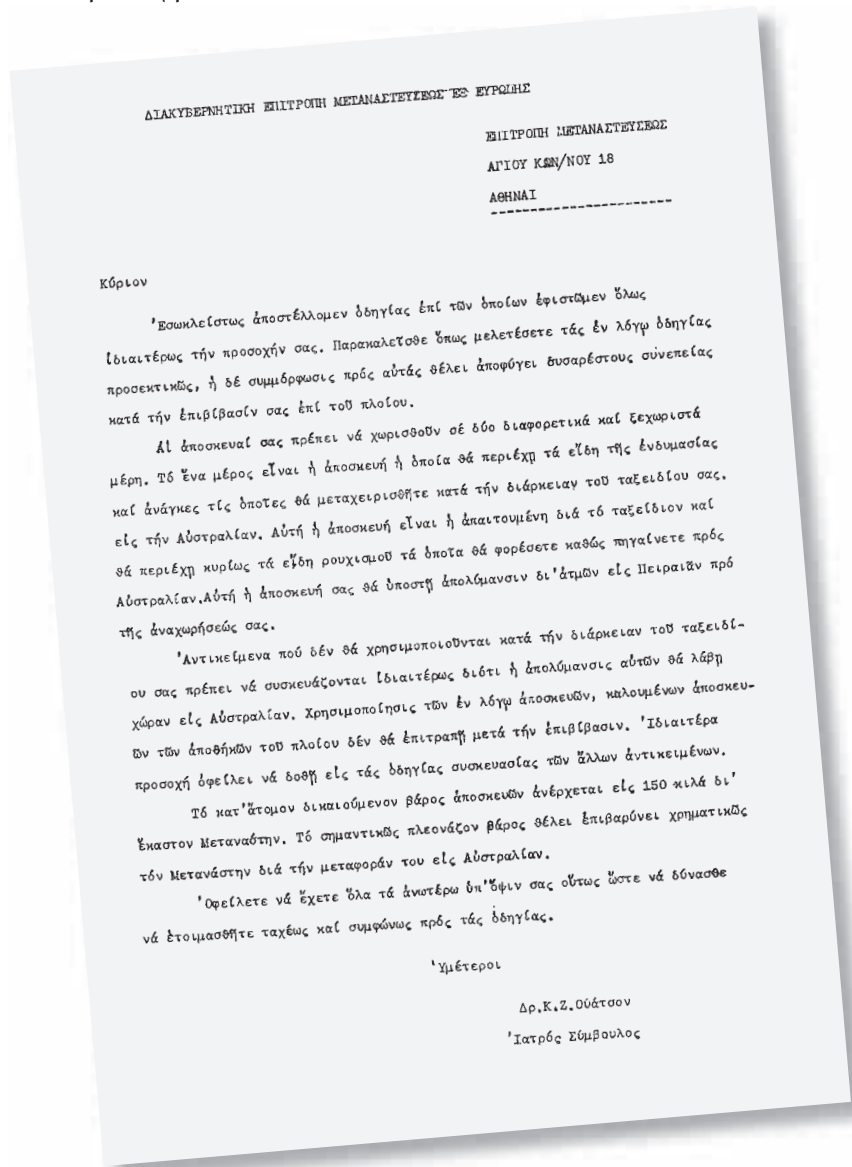 ΔΙΑΚΥΒΕΡΝΗΤΙΚΗ ΕΠΙΤΡΟΠΗ ΜΕΤΑΝΑΣΤΕΥΣΕΩΣ ΕΞ ΕΥΡΩΠΗΣ
ΕΠΙΤΡΟΠΗ ΜΕΤΑΝΑΣΤΕΥΣΕΩΣ
ΑΓΙΟΥ ΚΩΝ/ΝΟΥ 18
ΑΘΗΝΑΙ
Κύριον
Ἐσωκλείστως ἀποστέλλομεν ὁδηγίας ἐπί τῶν ὁποίων ἐφιστῶμεν ὅλως
ἰδιαιτέρως τήν προσοχήν σας. Παρακαλεῖσθε ὅπως μελετέσετε τάς ἐν λόγῳ ὁδηγίας
προσεκτικῶς, ἡ δέ συμμόρφωσις πρός αὐτάς θέλει ἀποφύγει δυσαρέστους συνεπείας
κατά τήν ἐπιβίβασίν σας ἐπί τοῦ πλοίου.
Αἱ ἀποσκευαί σας πρέπει νά χωρισθοῦν σέ δύο διαφορετικά καί ξεχωριστά
μέρη. Τό ἕνα μέρος εἶναι ἡ ἀποσκευή ἡ ὁποία θά περιέχῃ τά εἴδη τῆς ἐνδυμασίας
καί ἀνάγκες τίς ὁποῖες θά μεταχειρισθῆτε κατά τήν διάρκειαν τοῦ ταξειδίου σας
εἰς τήν Αὐστραλίαν. Αὐτή ἡ ἀποσκευή εἶναι ἡ ἀπαιτουμένη διά τό ταξείδιον καί
θά περιέχῃ κυρίως τά εἴδη ρουχισμοῦ τά ὁποῖα θά φορέσετε καθώς πηγαίνετε πρός
Αὐστραλίαν.Αὐτή ἡ ἀποσκευή σας θά ὑποστῇ ἀπολύμανσιν δι'ἀτμῶν εἰς Πειραιᾶν πρό
τῆς ἀναχωρήσεώς σας.
Ἀντικείμενα πού δέν θά χρησιμοποιοῦνται κατά τήν διάρκειαν τοῦ ταξειδί-
ου σας πρέπει νά συσκευάζονται ἰδιαιτέρως διότι ἡ ἀπολύμανσις αὐτῶν θά λάβῃ
χώραν εἰς Αὐστραλίαν. Χρησιμοποίησις τῶν ἐν λόγῳ ἀποσκευῶν, καλουμένων ἀποσκευ-
ῶν τῶν ἀποθήκῶν τοῦ πλοίου δέν θά ἐπιτραπῇ μετά τήν ἐπιβίβασιν. Ἰδιαιτέρα
προσοχή ὀφείλει νά δοθῇ εἰς τάς ὁδηγίας συσκευασίας τῶν ἄλλων ἀντικειμένων.
Τό κατ'ἄτομον δικαιούμενον βάρος ἀποσκευῶν ἀνέρχεται εἰς 150 κιλά δι'
ἕκαστον Μεταναστην. Τό σημαντικῶς πλεονάζον βάρος θέλει ἐπιβαρύνει χρηματικῶς
τόν Μετανάστην διά τήν μεταφοράν του εἰς Αὐστραλίαν.
Ὀφείλετε νά ἔχετε ὅλα τά ἀνωτέρω ὑπ'ὄψιν σας οὕτως ὥστε νά δύνασθε
νά ἑτοιμασθῆτε ταχέως καί συμφώνως πρός τάς ὁδηγίας.
Ὑμέτεροι
Δρ.Κ.Ζ.Ουάτσον
Ἰατρός Σύμβουλος